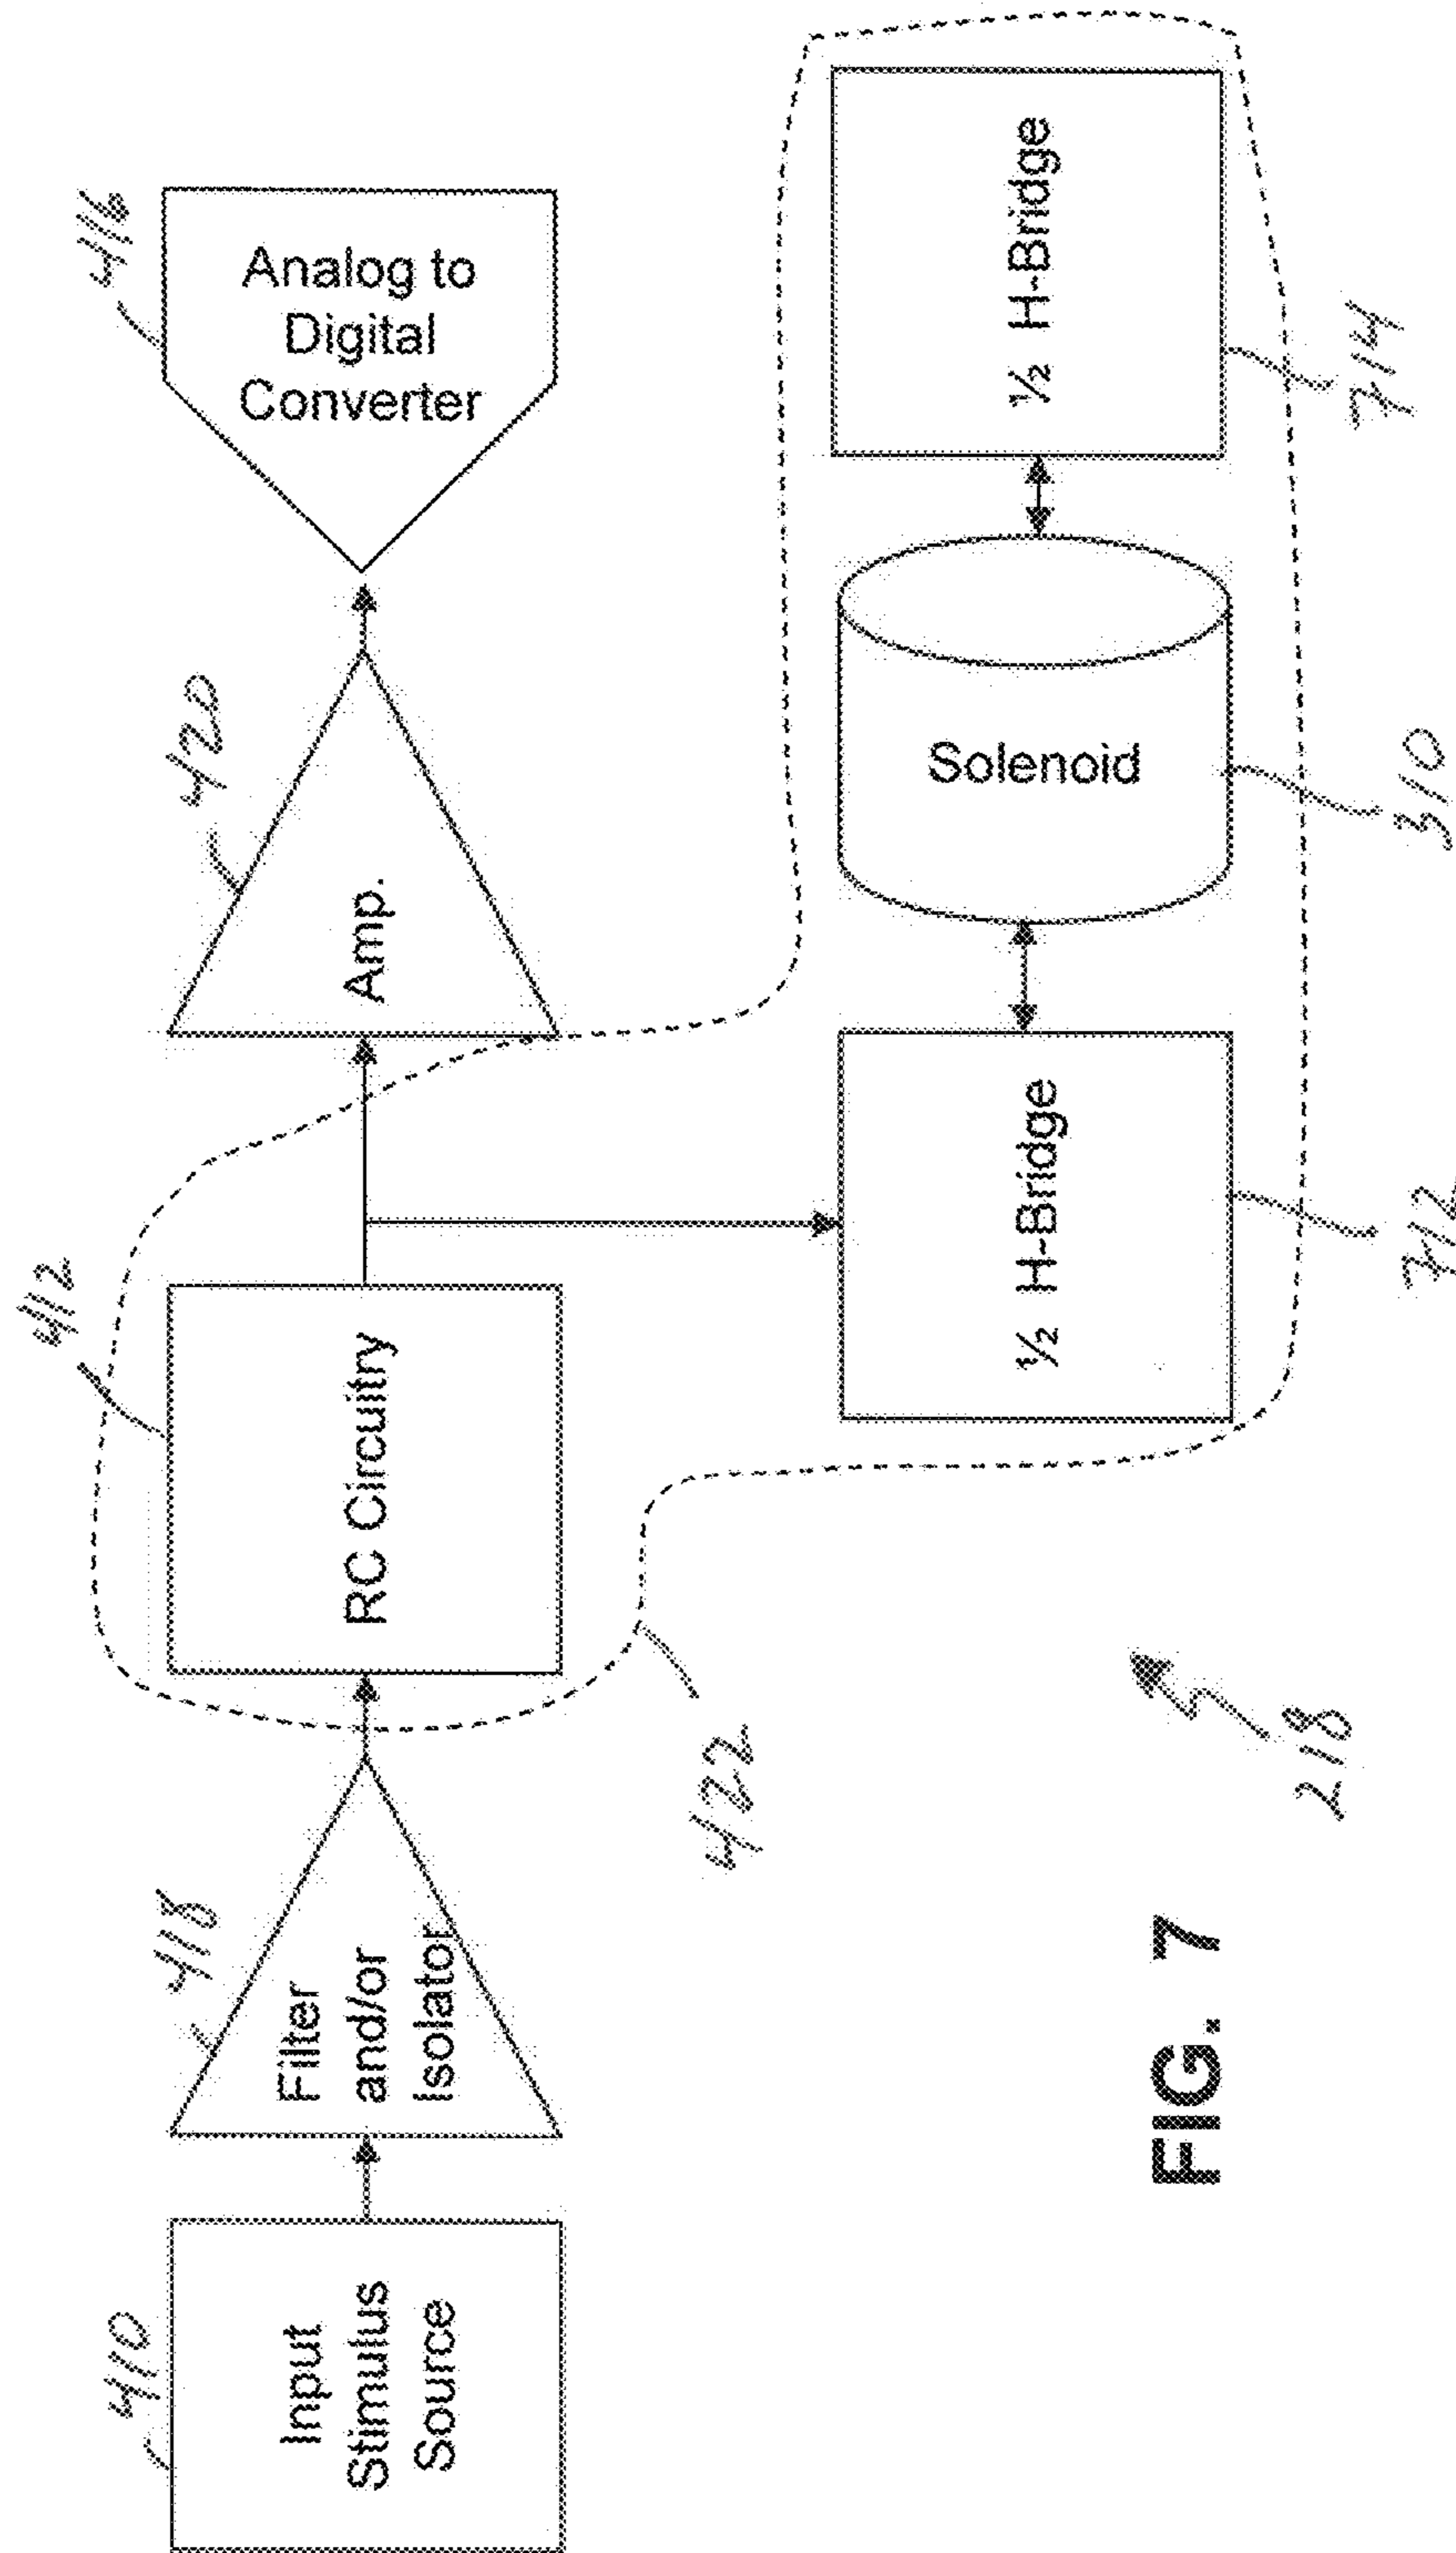 410
Input
Stimulus
Source
418
Filter
and/or
Isolator
412
RC Circuitry
420
Amp.
416
Analog to
Digital
Converter
422
½ H-Bridge
712
Solenoid
310
½ H-Bridge
714
218
FIG. 7